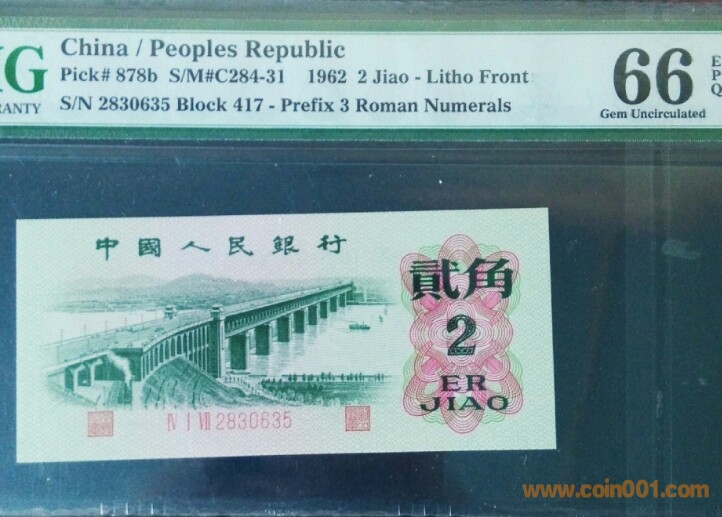 China / Peoples Republic
Pick# 878b S/M#C284-31 1962 2 Jiao - Litho Front
S/N 2830635 Block 417 - Prefix 3 Roman Numerals
66
Gem Uncirculated
E
P
Q
G
RANTY
中國人民銀行
貳角
2
ER
JIAO
Ⅳ Ⅰ Ⅶ 2830635
www.coin001.com